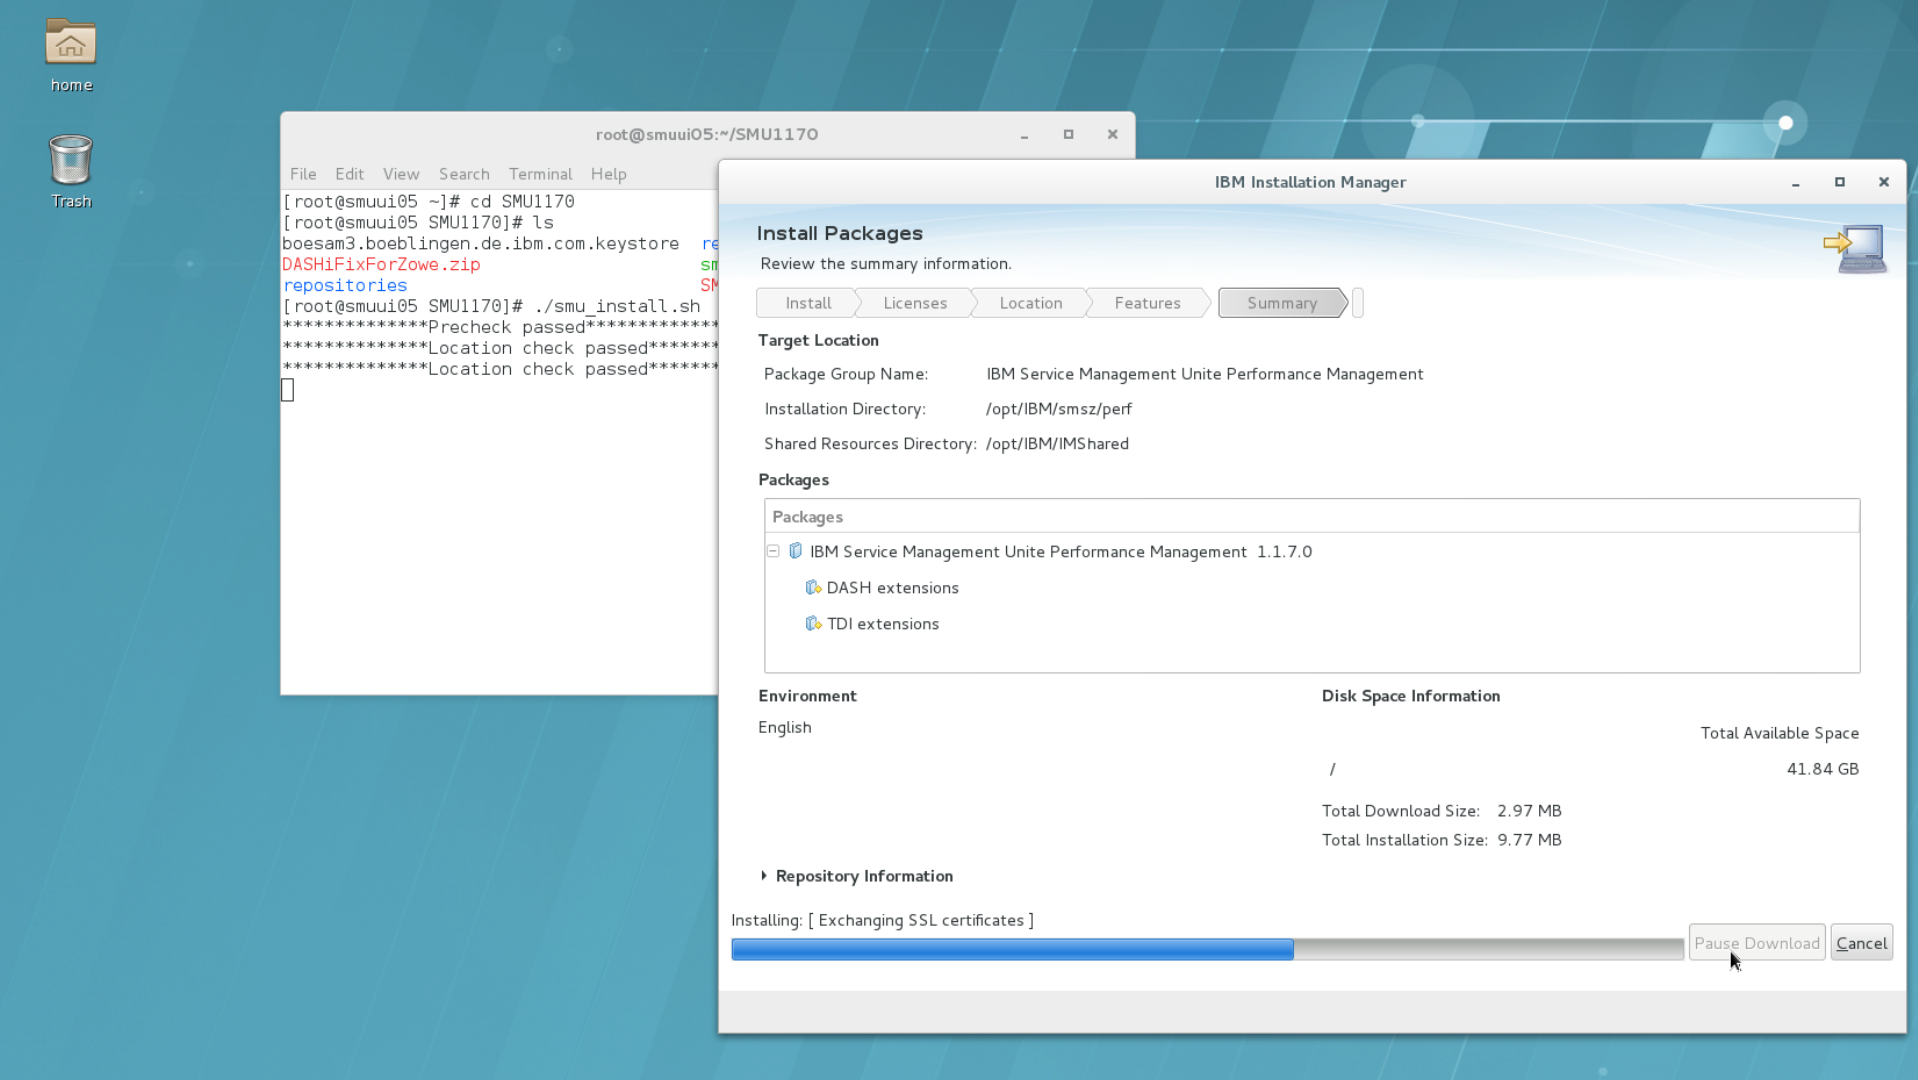 home
Trash
root@smuui05:~/SMU1170
File Edit View Search Terminal Help
[root@smuui05 ~]# cd SMU1170
[root@smuui05 SMU1170]# ls
boesam3.boeblingen.de.ibm.com.keystore re
DASHiFixForZowe.zip sm
repositories SM
[root@smuui05 SMU1170]# ./smu_install.sh
**************Precheck passed*************
**************Location check passed*******
**************Location check passed*******
IBM Installation Manager
Install Packages
Review the summary information.
Install Licenses Location Features Summary
Target Location
Package Group Name: IBM Service Management Unite Performance Management
Installation Directory: /opt/IBM/smsz/perf
Shared Resources Directory: /opt/IBM/IMShared
Packages
Packages
IBM Service Management Unite Performance Management 1.1.7.0
DASH extensions
TDI extensions
Environment
English
Disk Space Information
Total Available Space
/ 41.84 GB
Total Download Size: 2.97 MB
Total Installation Size: 9.77 MB
Repository Information
Installing: [ Exchanging SSL certificates ]
Pause Download Cancel